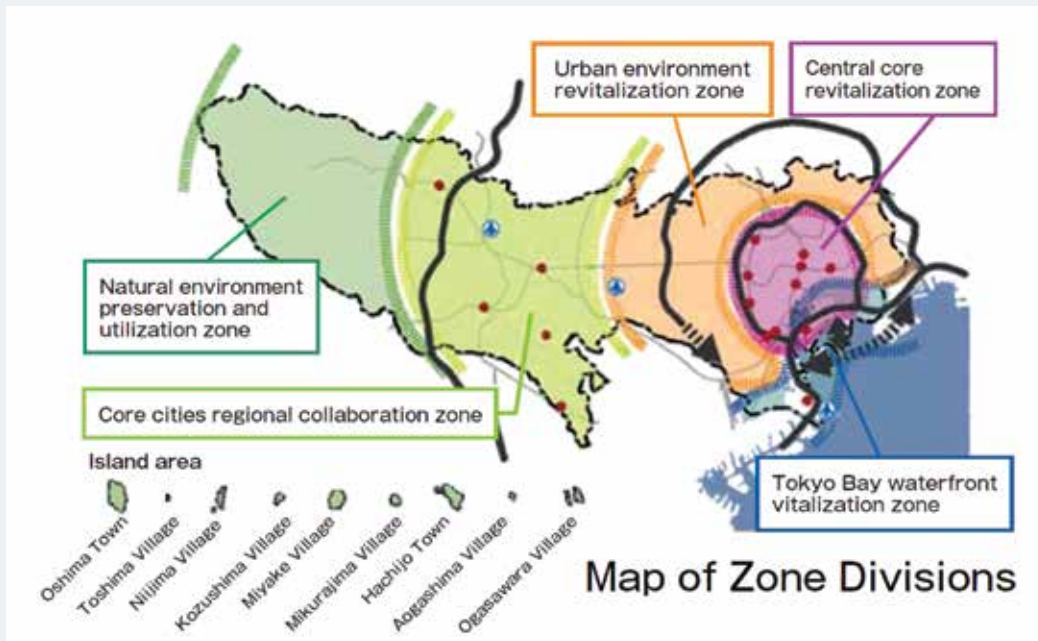 Urban environment
revitalization zone
Central core
revitalization zone
Natural environment
preservation and
utilization zone
Core cities regional collaboration zone
Tokyo Bay waterfront
vitalization zone
Island area
Oshima Town
Toshima Village
Niijima Village
Kozushima Village
Miyake Village
Mikurajima Village
Hachijo Town
Aogashima Village
Ogasawara Village
Map of Zone Divisions